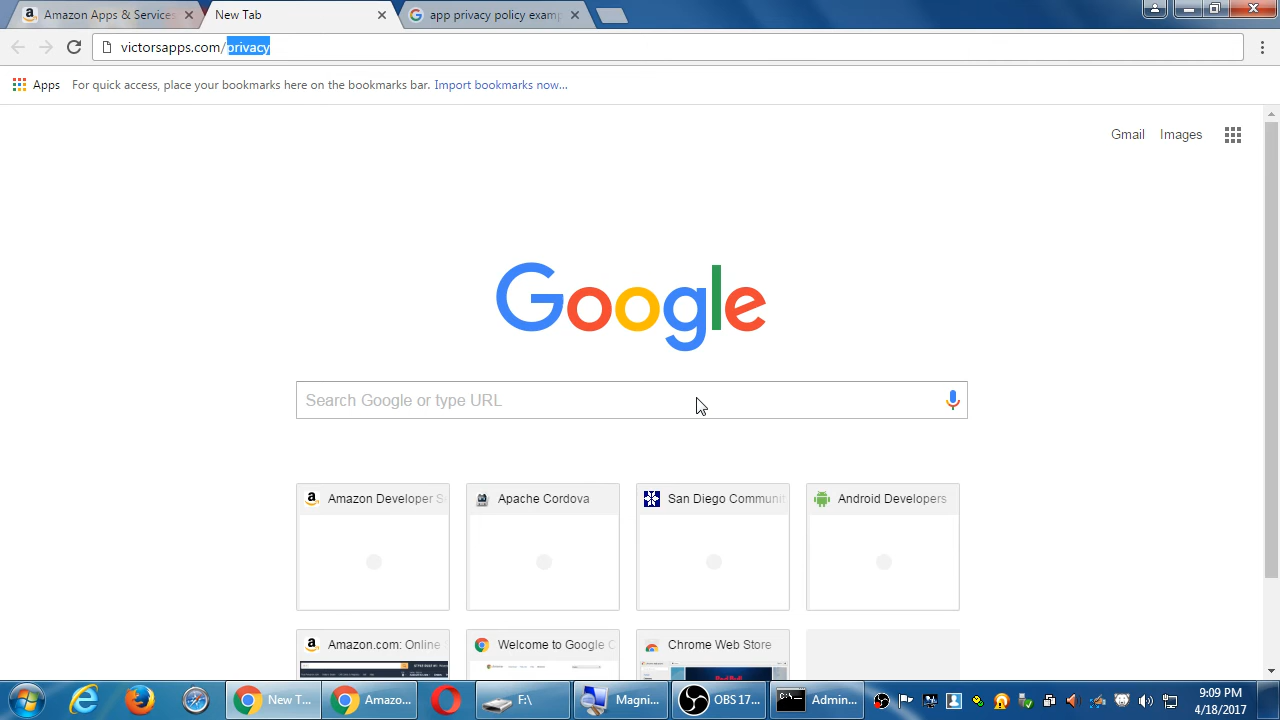 Amazon Apps & Services
New Tab
app privacy policy examp
victorsapps.com/privacy
Apps
For quick access, place your bookmarks here on the bookmarks bar.
Import bookmarks now...
Gmail
Images
Google
Search Google or type URL
Amazon Developer S
Apache Cordova
San Diego Communit
Android Developers
Amazon.com: Online
Welcome to Google C
Chrome Web Store
New T...
Amazo...
F:\
Magni...
OBS 17...
Admin...
9:09 PM
4/18/2017